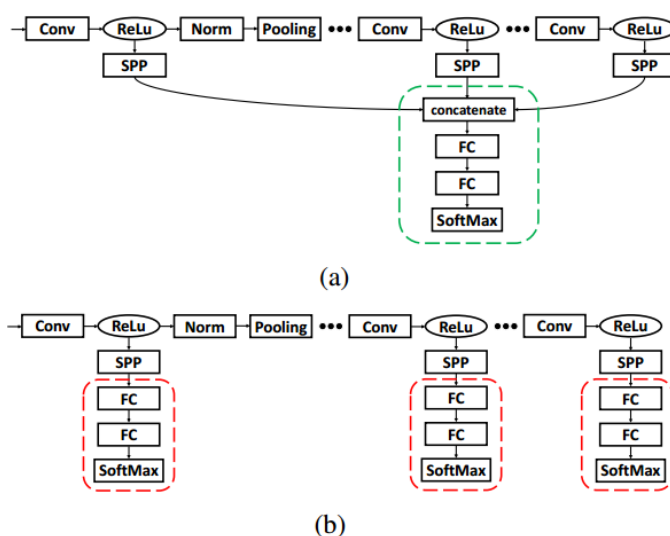 Conv ReLu Norm Pooling ••• Conv ReLu ••• Conv ReLu
SPP SPP SPP
concatenate
FC
FC
SoftMax
(a)
Conv ReLu Norm Pooling ••• Conv ReLu ••• Conv ReLu
SPP SPP SPP
FC FC FC
FC FC FC
SoftMax SoftMax SoftMax
(b)